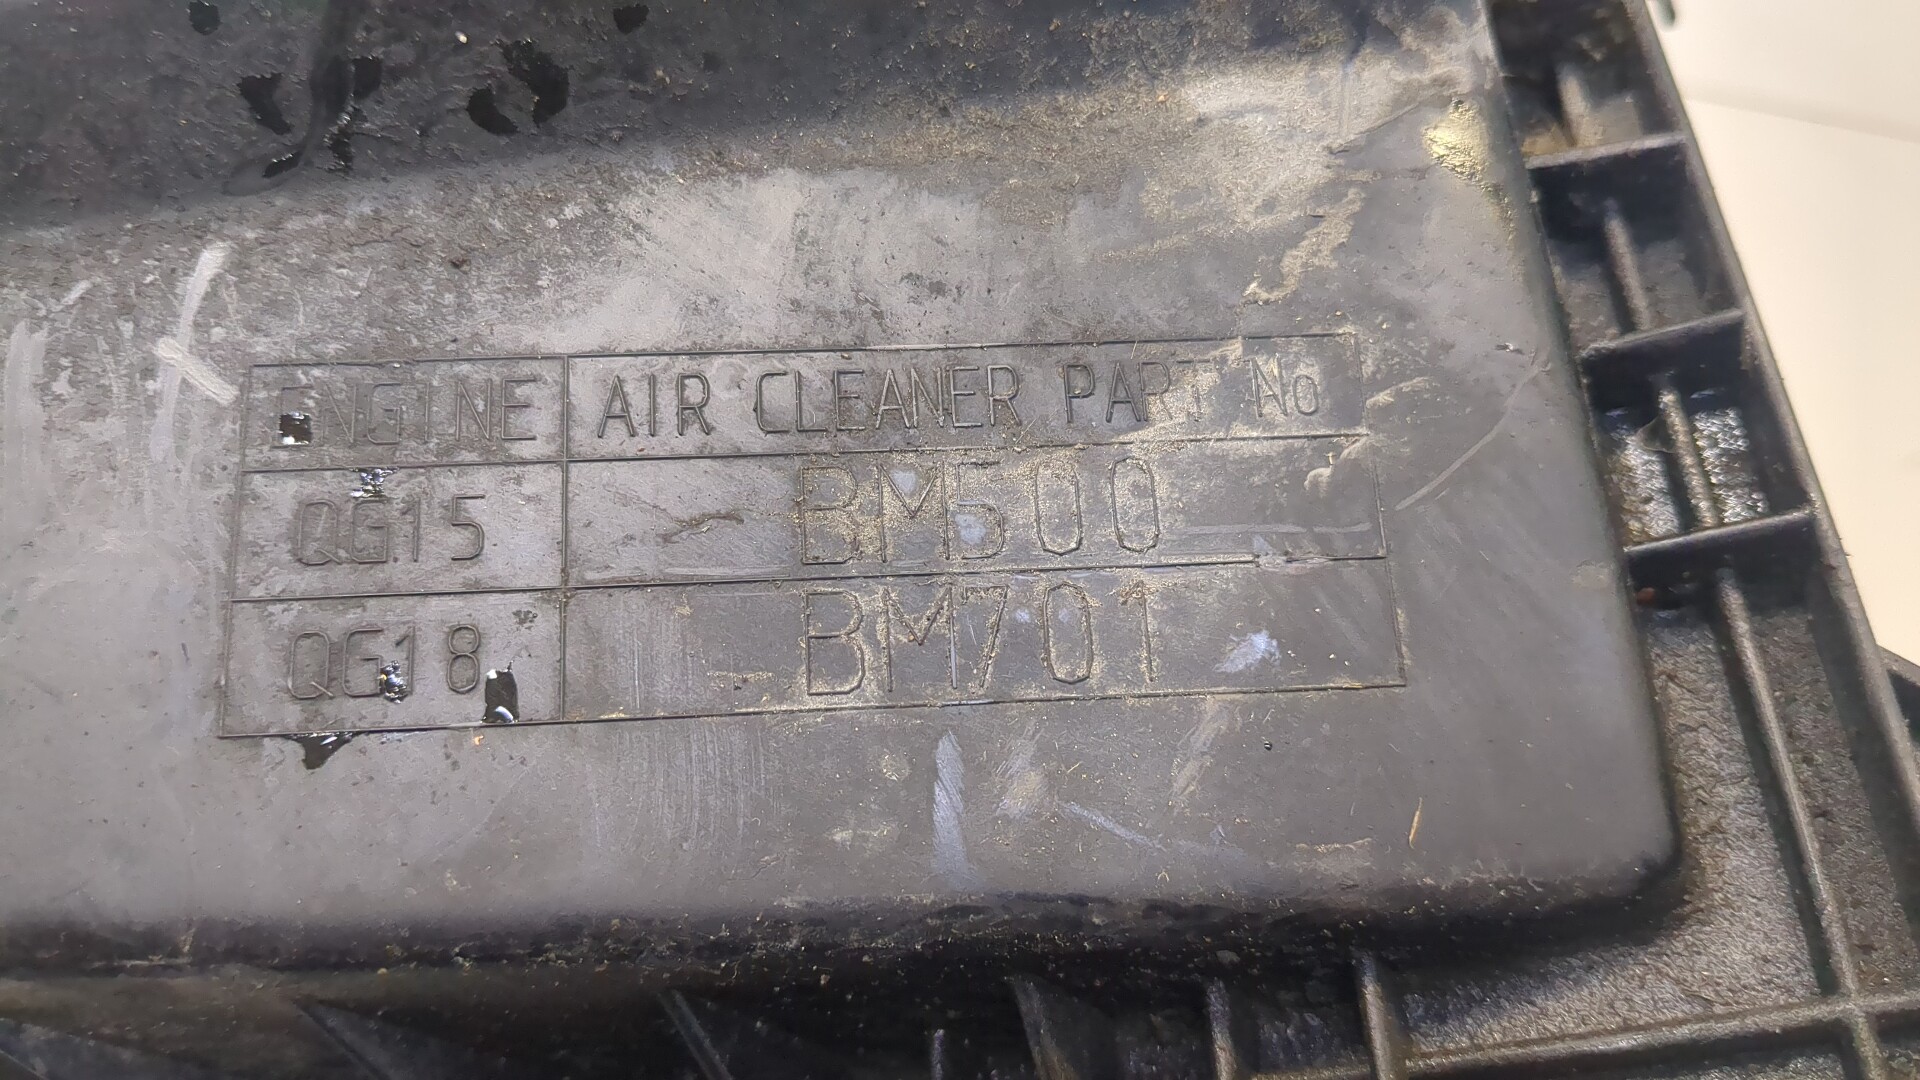 ENGINE AIR CLEANER PART No
QG15 BM500
QG18 BM701